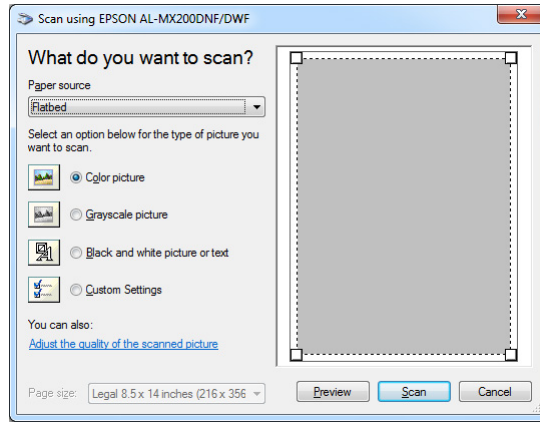 Scan using EPSON AL-MX200DNF/DWF
What do you want to scan?
Paper source
Flatbed
Select an option below for the type of picture you
want to scan.
Color picture
Grayscale picture
Black and white picture or text
Custom Settings
You can also:
Adjust the quality of the scanned picture
Page size: Legal 8.5 x 14 inches (216 x 356
Preview Scan Cancel